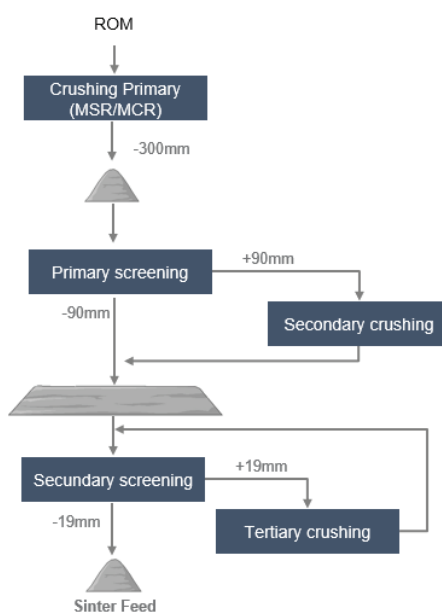 ROM
Crushing Primary
(MSR/MCR)
-300mm
+90mm
Primary screening
-90mm
Secondary crushing
+19mm
Secundary screening
-19mm
Tertiary crushing
Sinter Feed